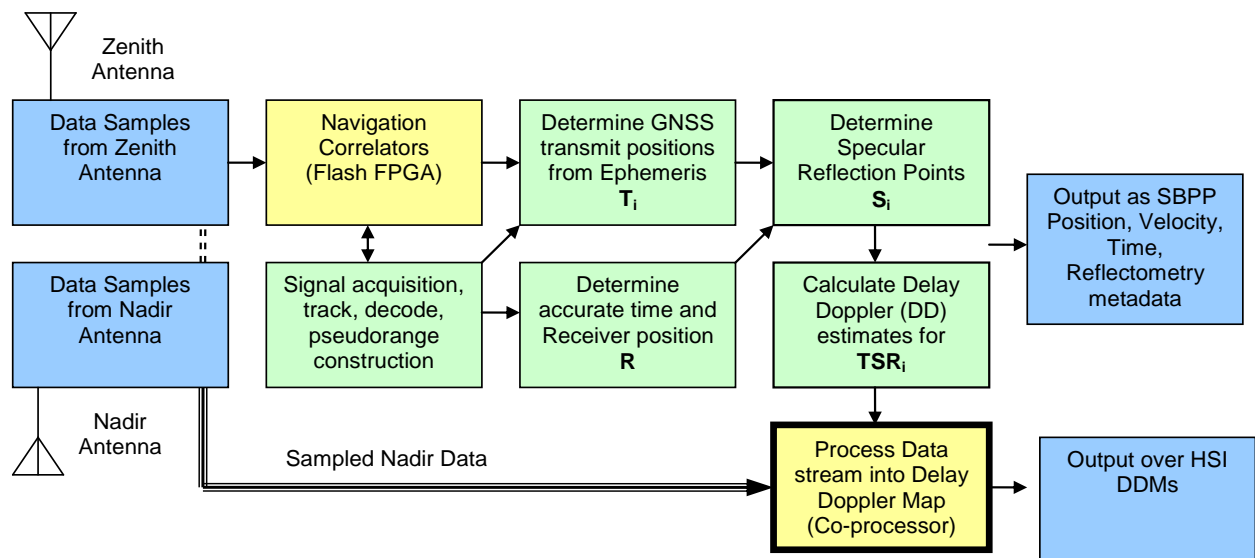 Zenith
Antenna
Data Samples
from Zenith
Antenna
Navigation
Correlators
(Flash FPGA)
Determine GNSS
transmit positions
from Ephemeris
Ti
Determine
Specular
Reflection Points
Si
Output as SBPP
Position, Velocity,
Time,
Reflectometry
metadata
Data Samples
from Nadir
Antenna
Signal acquisition,
track, decode,
pseudorange
construction
Determine
accurate time and
Receiver position
R
Calculate Delay
Doppler (DD)
estimates for
TSRi
Nadir
Antenna
Sampled Nadir Data
Process Data
stream into Delay
Doppler Map
(Co-processor)
Output over HSI
DDMs